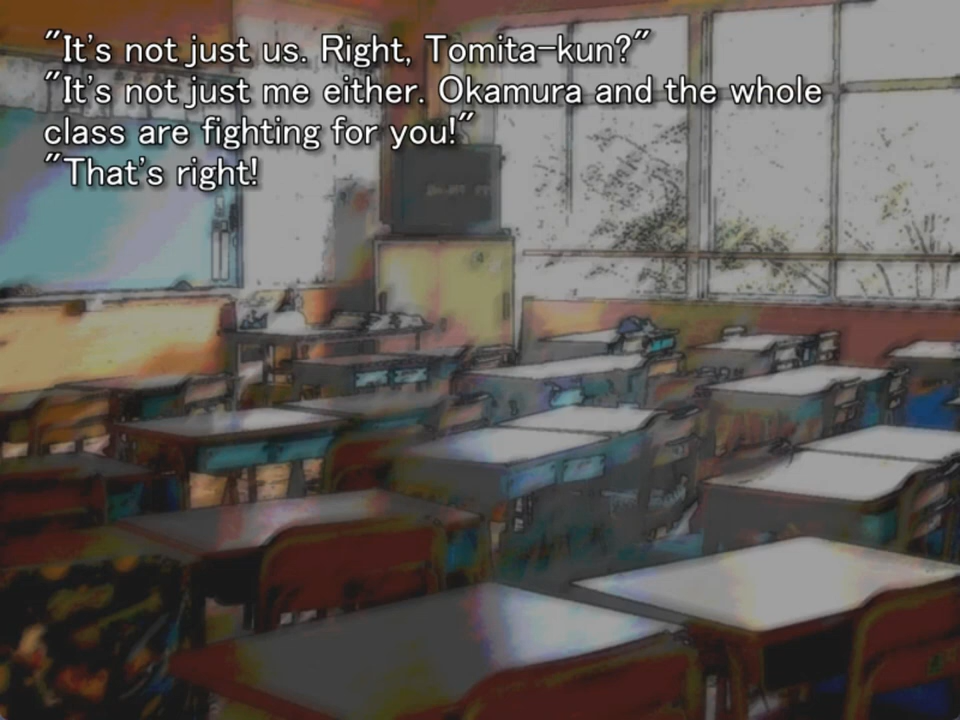 "It's not just us. Right, Tomita-kun?"
"It's not just me either. Okamura and the whole
class are fighting for you!"
"That's right!